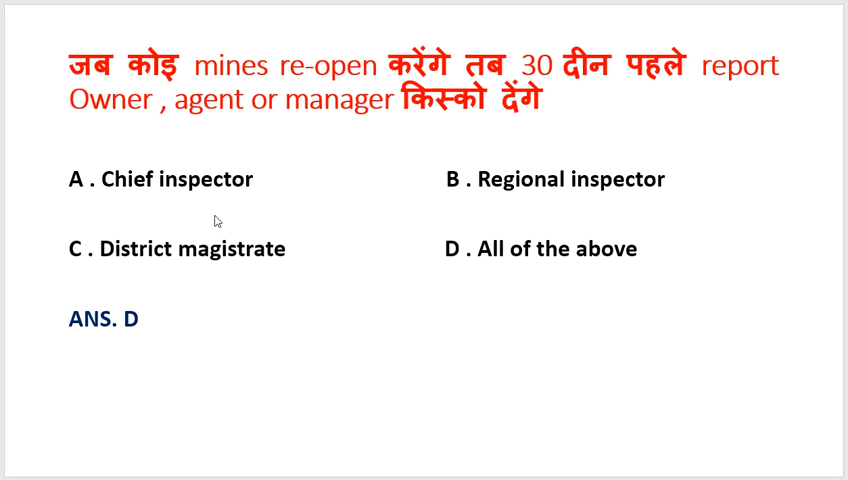 जब कोइ mines re-open करेंगे तब 30 दीन पहले report
Owner , agent or manager किस्को देंगे
A . Chief inspector B . Regional inspector
C . District magistrate D . All of the above
ANS. D